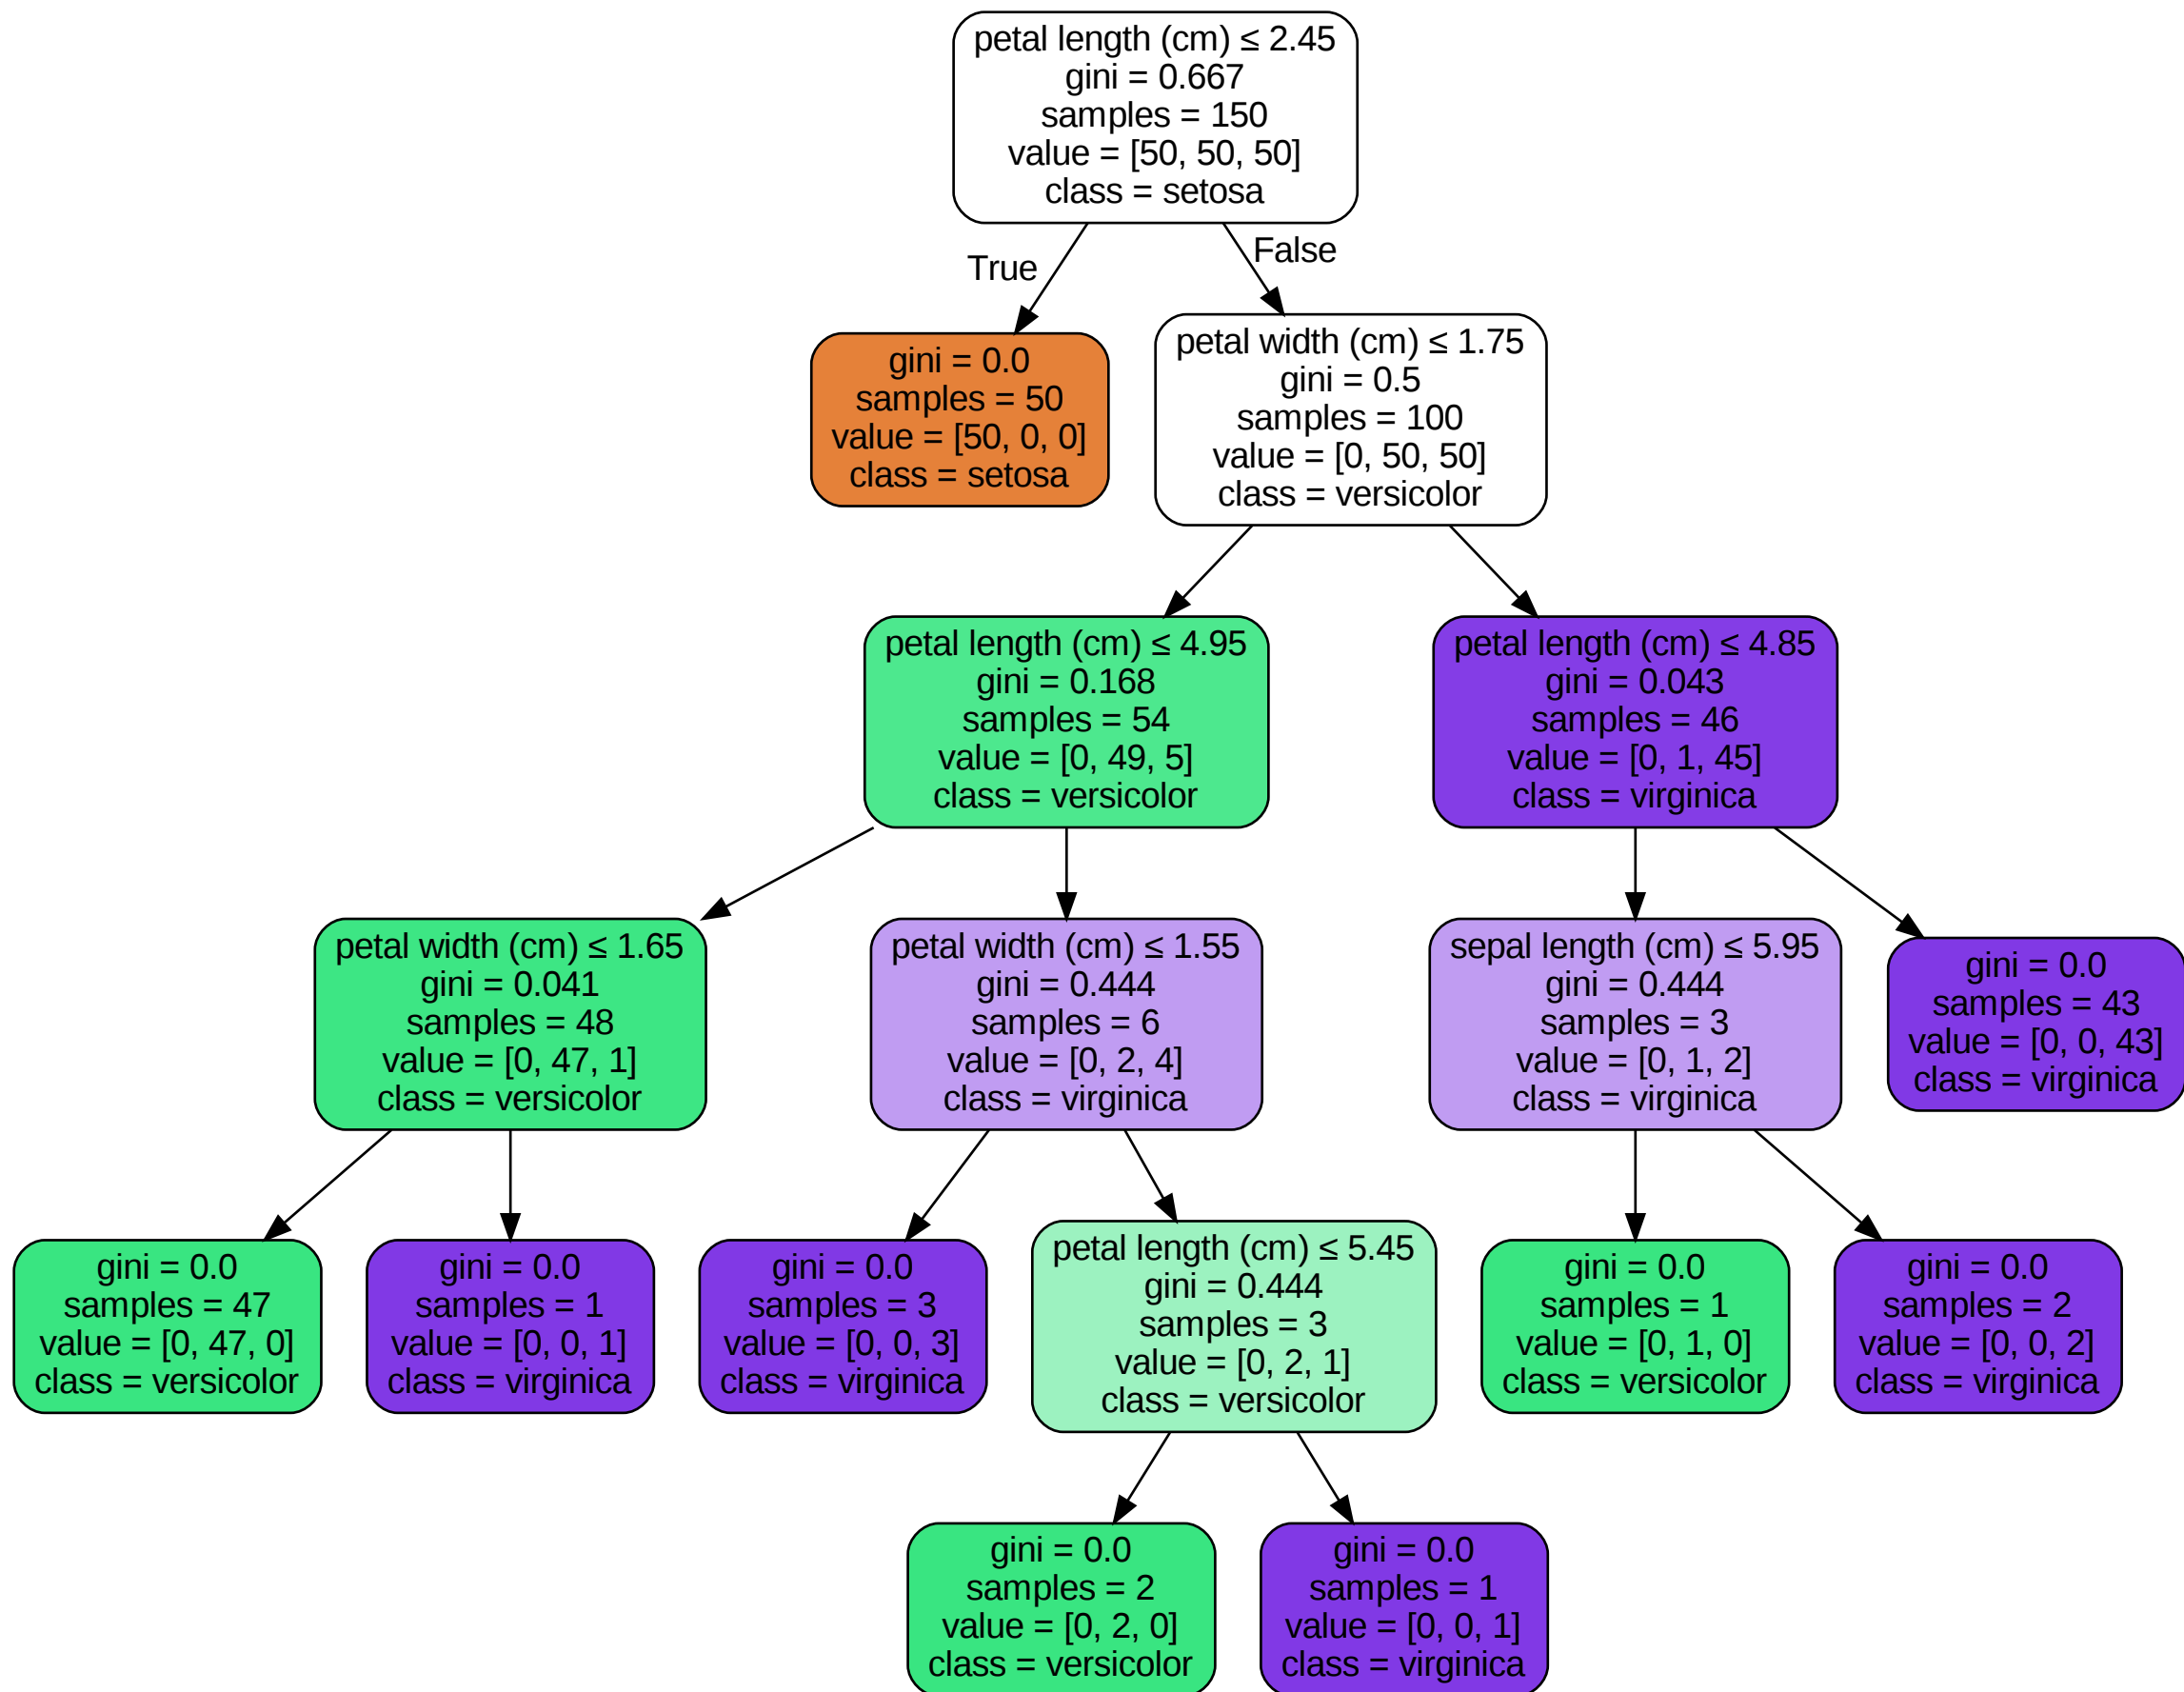 petal length (cm) ≤ 2.45
gini = 0.667
samples = 150
value = [50, 50, 50]
class = setosa
True
False
gini = 0.0
samples = 50
value = [50, 0, 0]
class = setosa
petal width (cm) ≤ 1.75
gini = 0.5
samples = 100
value = [0, 50, 50]
class = versicolor
petal length (cm) ≤ 4.95
gini = 0.168
samples = 54
value = [0, 49, 5]
class = versicolor
petal length (cm) ≤ 4.85
gini = 0.043
samples = 46
value = [0, 1, 45]
class = virginica
petal width (cm) ≤ 1.65
gini = 0.041
samples = 48
value = [0, 47, 1]
class = versicolor
petal width (cm) ≤ 1.55
gini = 0.444
samples = 6
value = [0, 2, 4]
class = virginica
sepal length (cm) ≤ 5.95
gini = 0.444
samples = 3
value = [0, 1, 2]
class = virginica
gini = 0.0
samples = 43
value = [0, 0, 43]
class = virginica
gini = 0.0
samples = 47
value = [0, 47, 0]
class = versicolor
gini = 0.0
samples = 1
value = [0, 0, 1]
class = virginica
gini = 0.0
samples = 3
value = [0, 0, 3]
class = virginica
petal length (cm) ≤ 5.45
gini = 0.444
samples = 3
value = [0, 2, 1]
class = versicolor
gini = 0.0
samples = 1
value = [0, 1, 0]
class = versicolor
gini = 0.0
samples = 2
value = [0, 0, 2]
class = virginica
gini = 0.0
samples = 2
value = [0, 2, 0]
class = versicolor
gini = 0.0
samples = 1
value = [0, 0, 1]
class = virginica